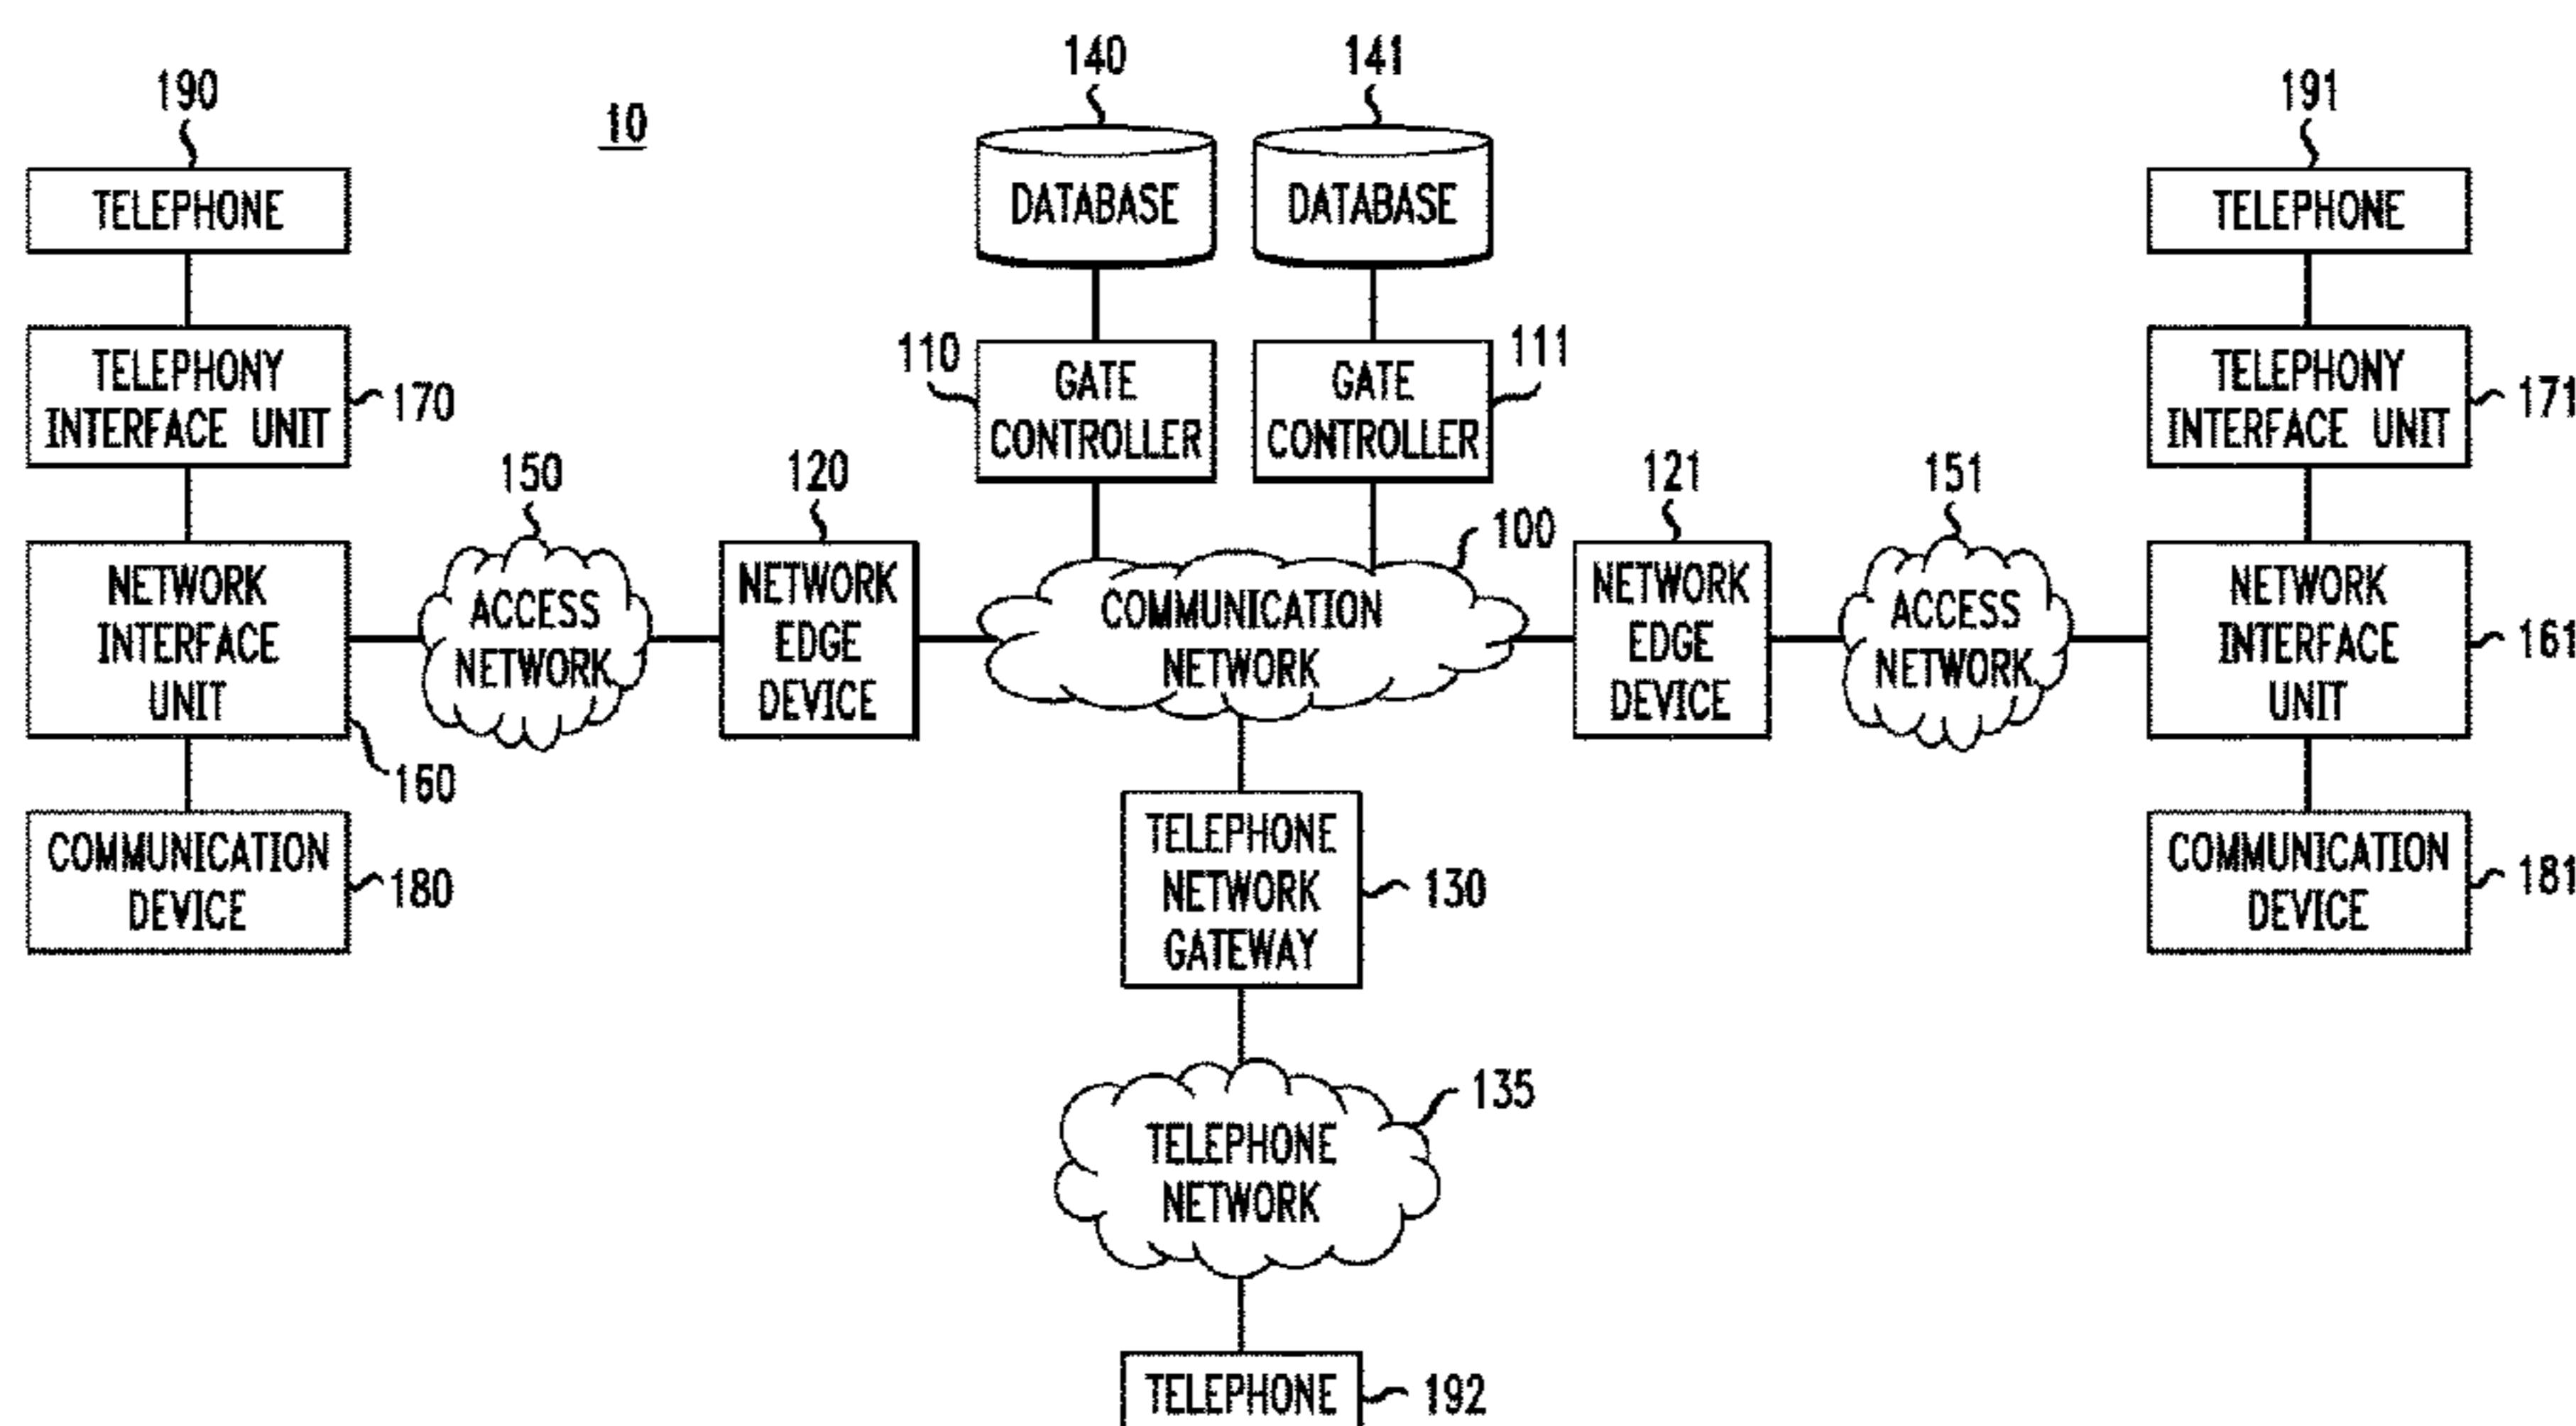 140
141
190
191
10
TELEPHONE
DATABASE
DATABASE
TELEPHONE
110
111
TELEPHONY
INTERFACE UNIT
170
GATE
CONTROLLER
GATE
CONTROLLER
TELEPHONY
INTERFACE UNIT
171
150
120
121
151
100
NETWORK
INTERFACE
UNIT
ACCESS
NETWORK
NETWORK
EDGE
DEVICE
COMMUNICATION
NETWORK
NETWORK
EDGE
DEVICE
ACCESS
NETWORK
NETWORK
INTERFACE
UNIT
161
160
COMMUNICATION
DEVICE
180
TELEPHONE
NETWORK
GATEWAY
130
COMMUNICATION
DEVICE
181
135
TELEPHONE
NETWORK
TELEPHONE
192